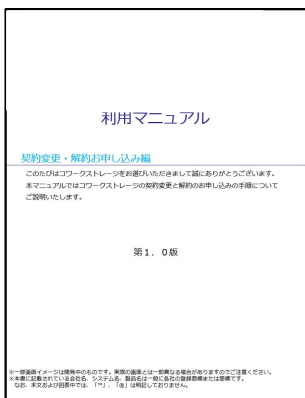 利用マニュアル
契約変更・解約お申し込み編
このたびはコワークストレージをお選びいただきまして誠にありがとうございます。
本マニュアルではコワークストレージの契約変更と解約のお申し込みの手順について
ご説明いたします。
第１．０版
※一部画面イメージは開発中のものです。実際の画面とは一部異なる場合がありますのでご注意ください。
※本書に記載されている会社名、システム名、製品名は一般に各社の登録商標または商標です。
なお、本文および図表中では、「™」、「®」は明記しておりません。